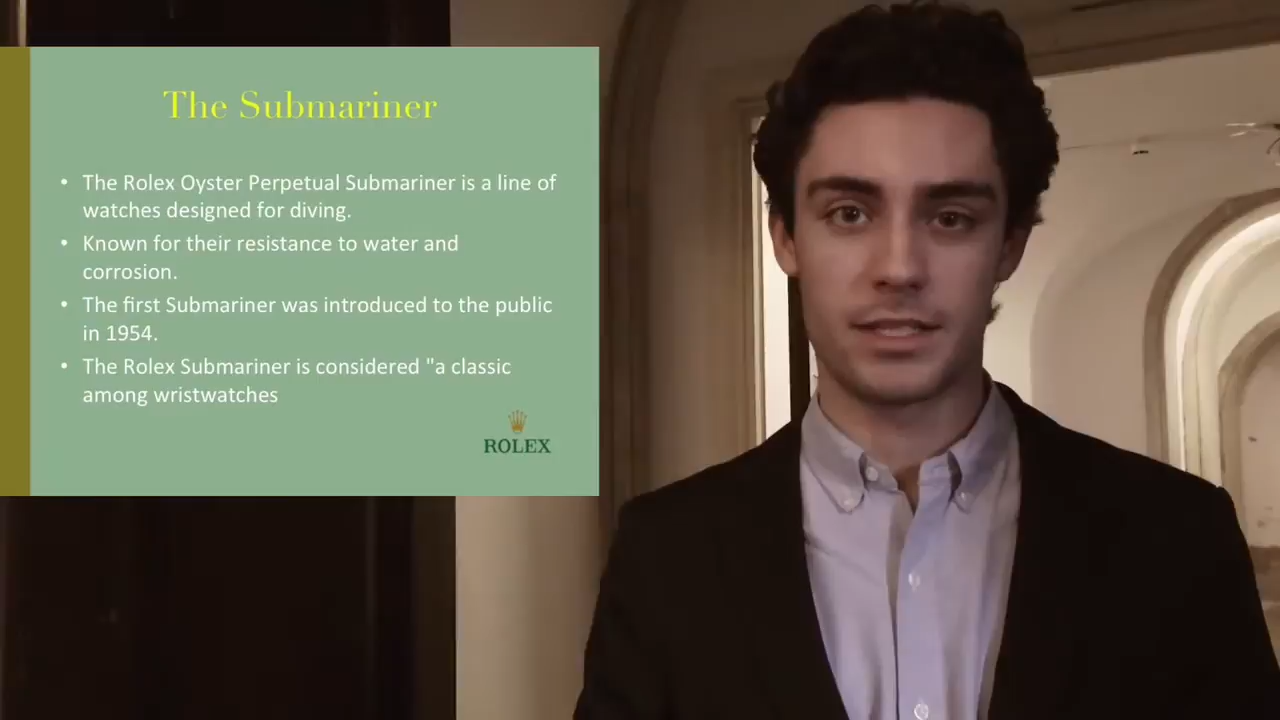 The Submariner
• The Rolex Oyster Perpetual Submariner is a line of
watches designed for diving.
• Known for their resistance to water and
corrosion.
• The first Submariner was introduced to the public
in 1954.
• The Rolex Submariner is considered "a classic
among wristwatches
ROLEX